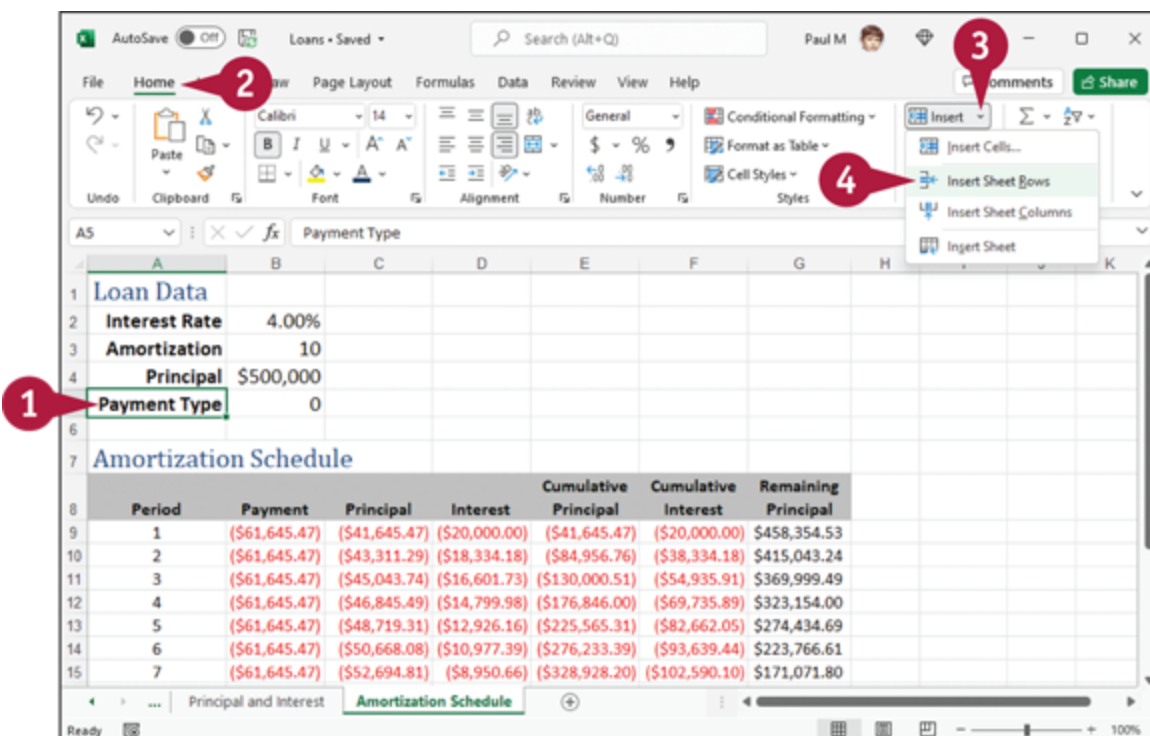 AutoSave Off Loans • Saved Search (Alt+Q) Paul M 3
File Home 2 Page Layout Formulas Data Review View Help Comments Share
Calibri 14 General Conditional Formatting Insert
Paste B I U A A $ % 9 Format as Table Insert Cells...
A Cell Styles 4 Insert Sheet Rows
Undo Clipboard Font Alignment Number Styles Insert Sheet Columns
A5 fx Payment Type Insert Sheet
A B C D E F G H K
1 Loan Data
2 Interest Rate 4.00%
3 Amortization 10
4 Principal $500,000
1 Payment Type 0
6
7 Amortization Schedule
Cumulative Cumulative Remaining
8 Period Payment Principal Interest Principal Interest Principal
9 1 ($61,645.47) ($41,645.47) ($20,000.00) ($41,645.47) ($20,000.00) $458,354.53
10 2 ($61,645.47) ($43,311.29) ($18,334.18) ($84,956.76) ($38,334.18) $415,043.24
11 3 ($61,645.47) ($45,043.74) ($16,601.73) ($130,000.51) ($54,935.91) $369,999.49
12 4 ($61,645.47) ($46,845.49) ($14,799.98) ($176,846.00) ($69,735.89) $323,154.00
13 5 ($61,645.47) ($48,719.31) ($12,926.16) ($225,565.31) ($82,662.05) $274,434.69
14 6 ($61,645.47) ($50,668.08) ($10,977.39) ($276,233.39) ($93,639.44) $223,766.61
15 7 ($61,645.47) ($52,694.81) ($8,950.66) ($328,928.20) ($102,590.10) $171,071.80
... Principal and Interest Amortization Schedule
Ready 100%